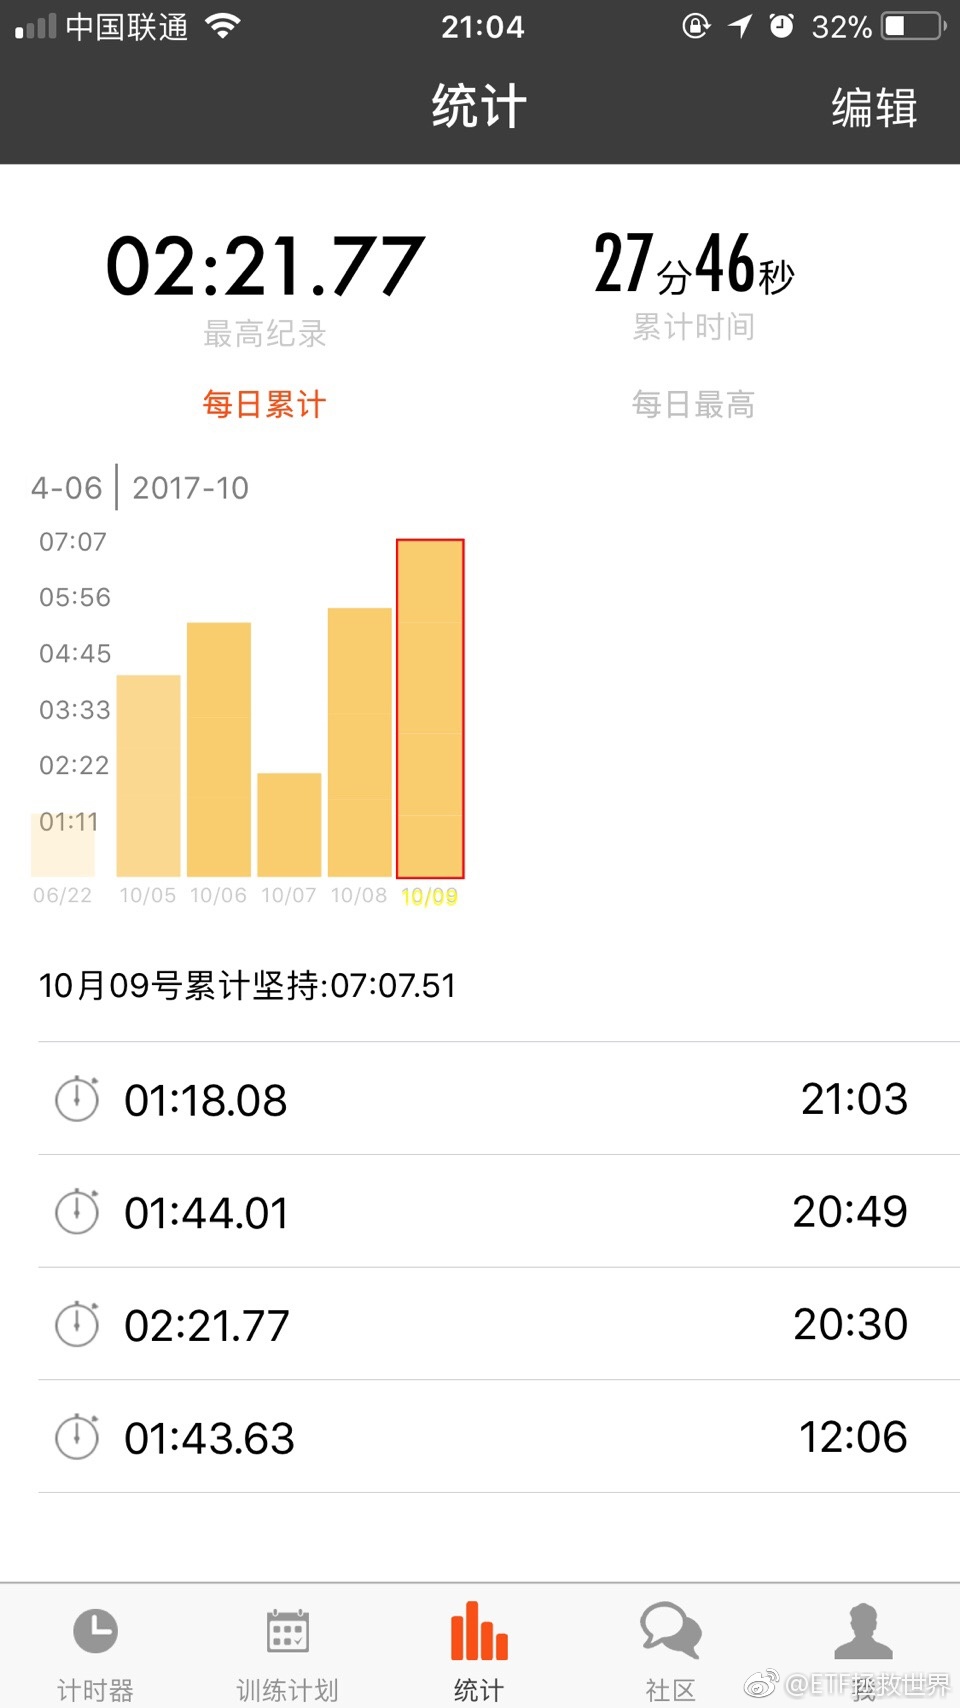 中国联通 21:04 32%
统计 编辑
02:21.77 27分46秒
最高纪录 累计时间
每日累计 每日最高
4-06 2017-10
07:07
05:56
04:45
03:33
02:22
01:11
06/22 10/05 10/06 10/07 10/08 10/09
10月09号累计坚持:07:07.51
01:18.08 21:03
01:44.01 20:49
02:21.77 20:30
01:43.63 12:06
计时器 训练计划 统计 社区 我
@ETF拯救世界